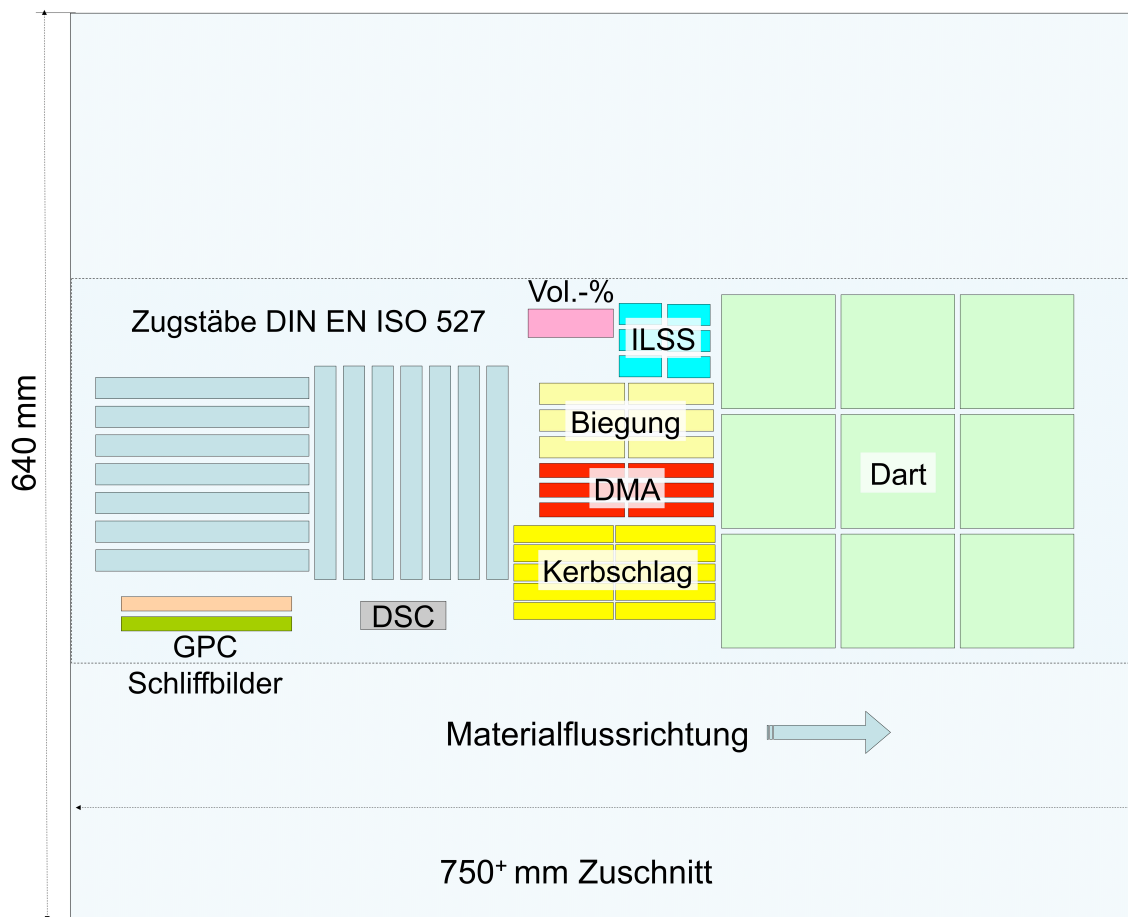 Vol.-%
Zugstäbe DIN EN ISO 527
ILSS
Biegung
Dart
640 mm
DMA
Kerbschlag
DSC
GPC
Schliffbilder
Materialflussrichtung
750⁺ mm Zuschnitt